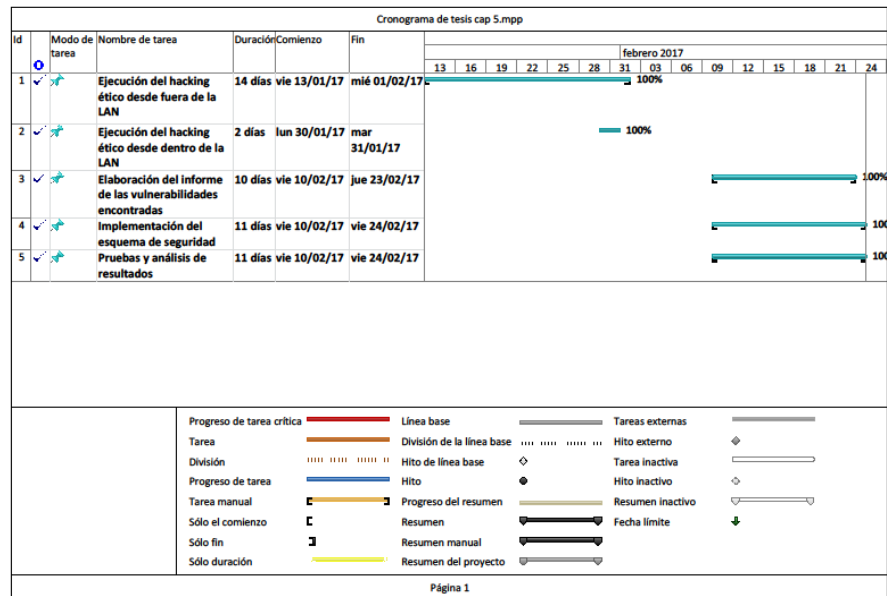 Cronograma de tesis cap 5.mpp
Id Modo de tarea Nombre de tarea Duración Comienzo Fin
febrero 2017
13 16 19 22 25 28 31 03 06 09 12 15 18 21 24
1 Ejecución del hacking 14 días vie 13/01/17 mié 01/02/17 100%
ético desde fuera de la
LAN
2 Ejecución del hacking 2 días lun 30/01/17 mar 100%
ético desde dentro de la 31/01/17
LAN
3 Elaboración del informe 10 días vie 10/02/17 jue 23/02/17 100%
de las vulnerabilidades
encontradas
4 Implementación del 11 días vie 10/02/17 vie 24/02/17 100
esquema de seguridad
5 Pruebas y análisis de 11 días vie 10/02/17 vie 24/02/17 100
resultados
Progreso de tarea crítica Línea base Tareas externas
Tarea División de la línea base Hito externo
División Hito de línea base Tarea inactiva
Progreso de tarea Hito Hito inactivo
Tarea manual Progreso del resumen Resumen inactivo
Sólo el comienzo Resumen Fecha límite
Sólo fin Resumen manual
Sólo duración Resumen del proyecto
Página 1